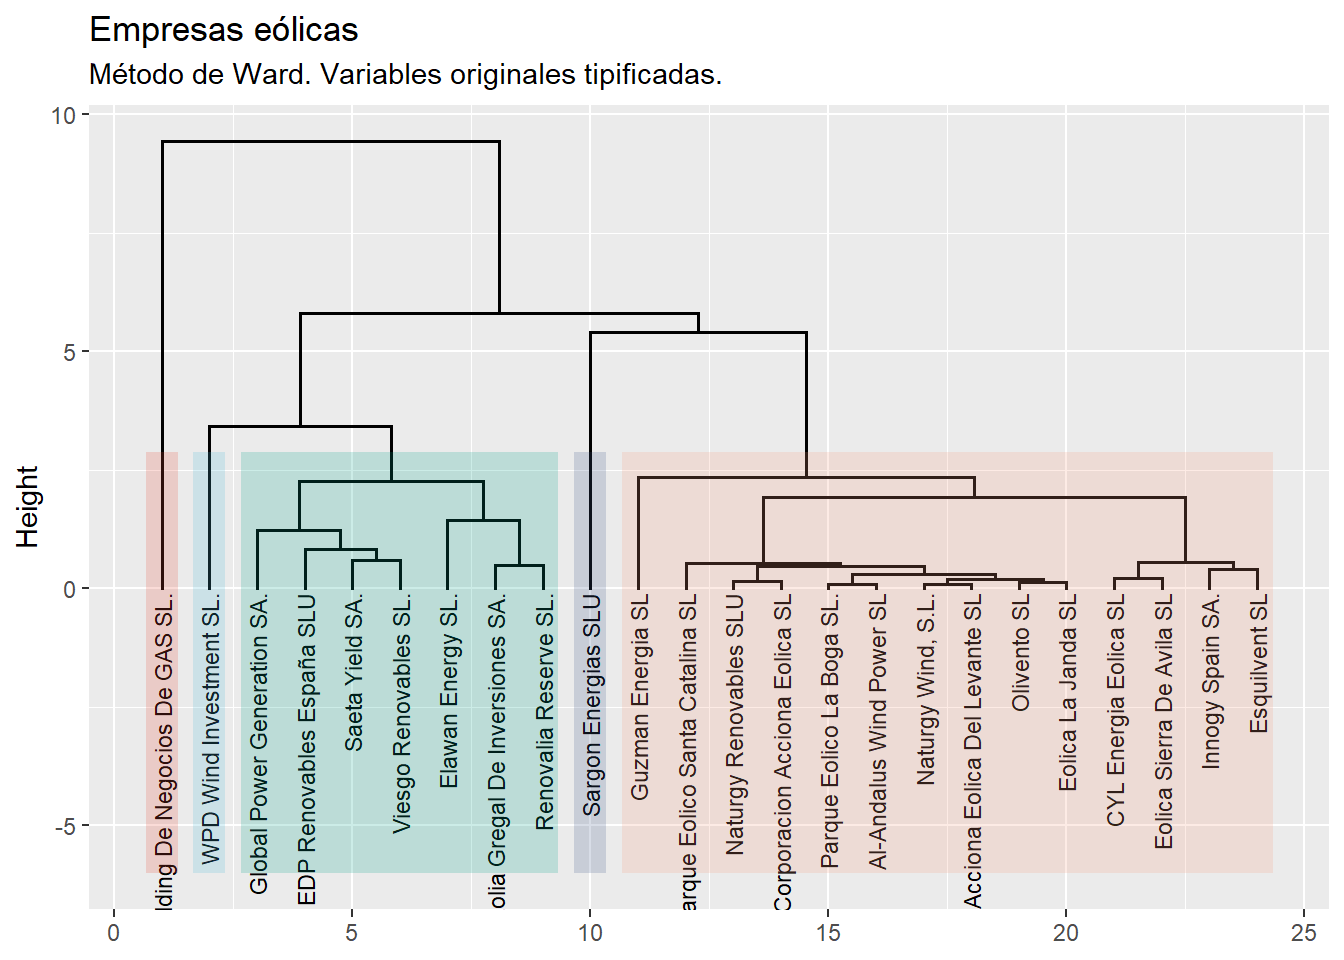 Empresas eólicas
Método de Ward. Variables originales tipificadas.
Height
10
5
0
-5
lding De Negocios De GAS SL.
WPD Wind Investment SL.
Global Power Generation SA.
EDP Renovables España SLU
Saeta Yield SA.
Viesgo Renovables SL.
Elawan Energy SL.
olia Gregal De Inversiones SA.
Renovalia Reserve SL.
Sargon Energias SLU
Guzman Energia SL
arque Eolico Santa Catalina SL
Naturgy Renovables SLU
Corporacion Acciona Eolica SL
Parque Eolico La Boga SL.
Al-Andalus Wind Power SL
Naturgy Wind, S.L.
Acciona Eolica Del Levante SL
Olivento SL
Eolica La Janda SL
CYL Energia Eolica SL
Eolica Sierra De Avila SL
Innogy Spain SA.
Esquilvent SL
0 5 10 15 20 25